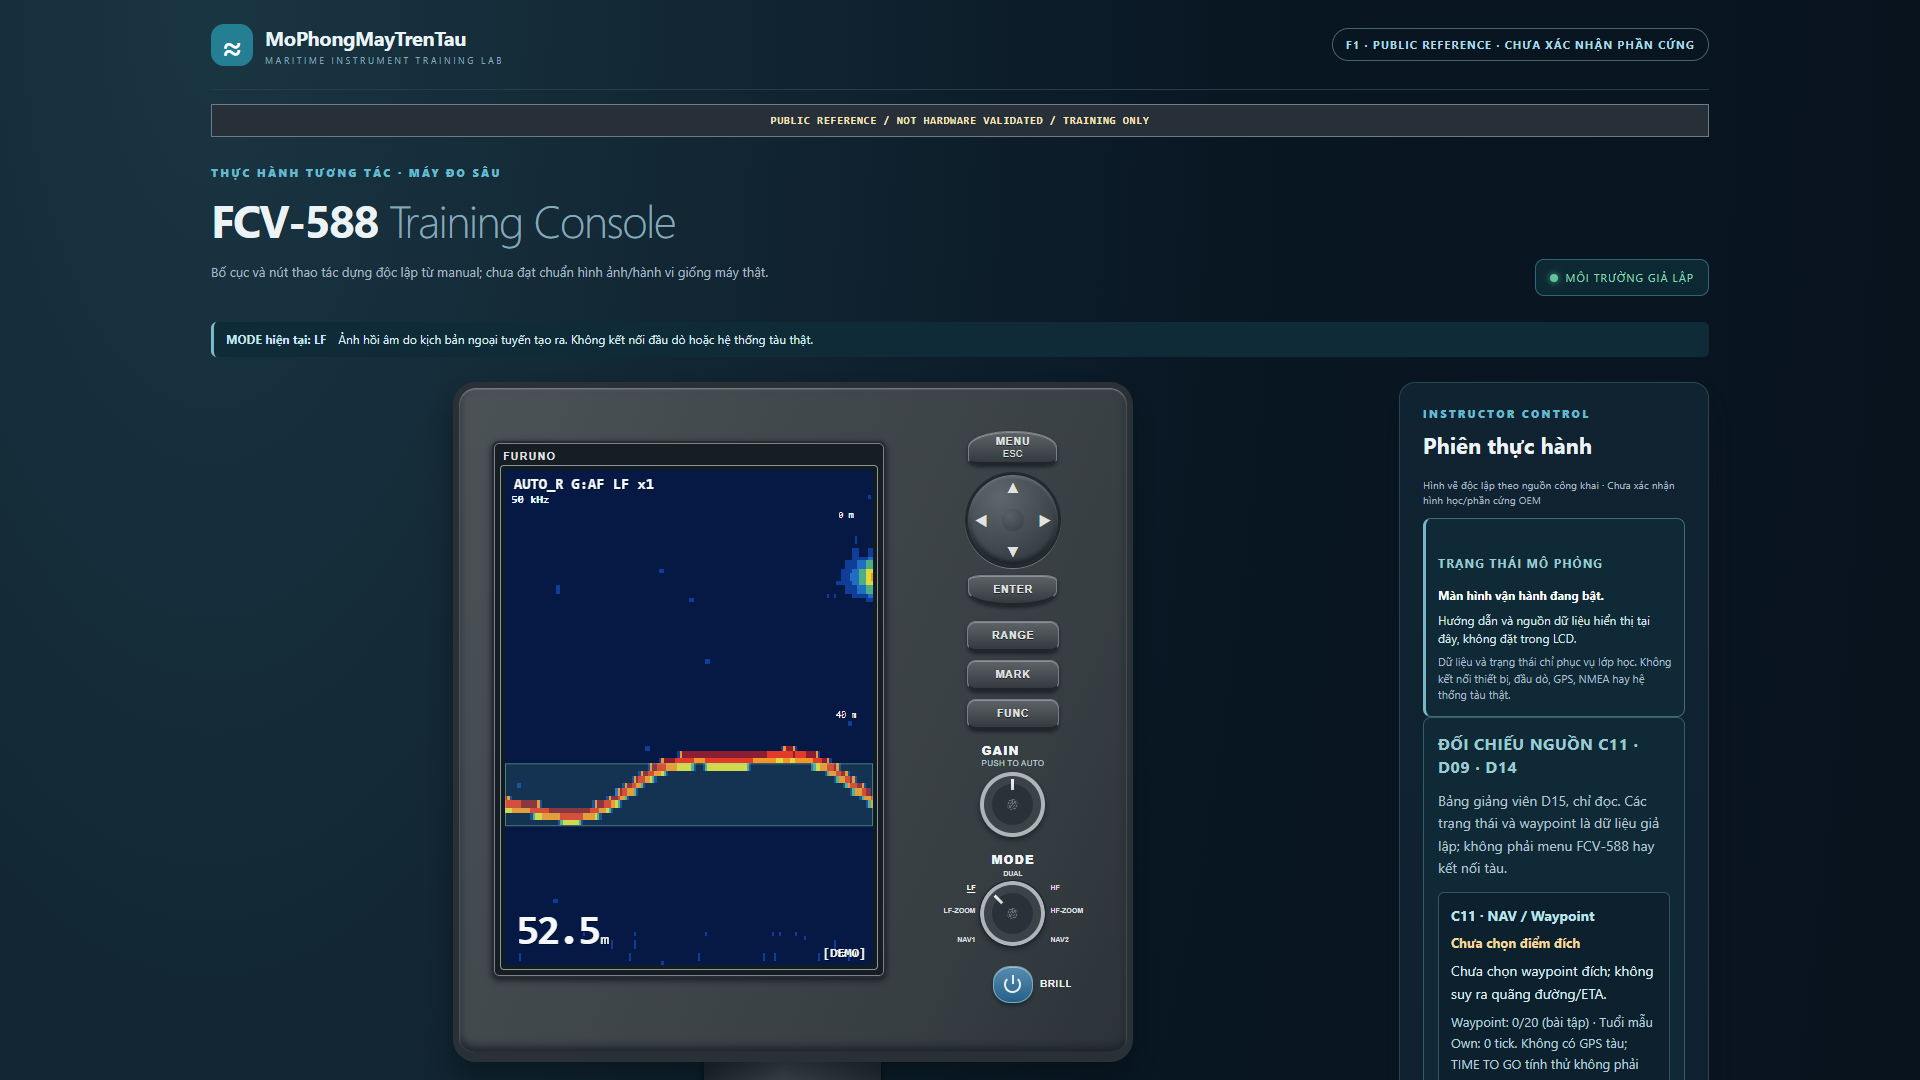 ≈
MoPhongMayTrenTau
MARITIME INSTRUMENT TRAINING LAB
F1 · PUBLIC REFERENCE · CHƯA XÁC NHẬN PHẦN CỨNG
PUBLIC REFERENCE / NOT HARDWARE VALIDATED / TRAINING ONLY
THỰC HÀNH TƯƠNG TÁC · MÁY ĐO SÂU
FCV-588 Training Console
Bố cục và nút thao tác dựng độc lập từ manual; chưa đạt chuẩn hình ảnh/hành vi giống máy thật.
MÔI TRƯỜNG GIẢ LẬP
MODE hiện tại: LF Ảnh hồi âm do kịch bản ngoại tuyến tạo ra. Không kết nối đầu dò hoặc hệ thống tàu thật.
FURUNO
AUTO_R G:AF LF x1
50 kHz
0 m
40 m
52.5m
[DEMO]
MENU
ESC
▲
◀ ▶
▼
ENTER
RANGE
MARK
FUNC
GAIN
PUSH TO AUTO
MODE
DUAL
LF HF
LF-ZOOM HF-ZOOM
NAV1 NAV2
BRILL
INSTRUCTOR CONTROL
Phiên thực hành
Hình vẽ độc lập theo nguồn công khai · Chưa xác nhận
hình học/phần cứng OEM
TRẠNG THÁI MÔ PHỎNG
Màn hình vận hành đang bật.
Hướng dẫn và nguồn dữ liệu hiển thị tại
đây, không đặt trong LCD.
Dữ liệu và trạng thái chỉ phục vụ lớp học. Không
kết nối thiết bị, đầu dò, GPS, NMEA hay hệ
thống tàu thật.
ĐỐI CHIẾU NGUỒN C11 ·
D09 · D14
Bảng giảng viên D15, chỉ đọc. Các
trạng thái và waypoint là dữ liệu giả
lập; không phải menu FCV-588 hay
kết nối tàu.
C11 · NAV / Waypoint
Chưa chọn điểm đích
Chưa chọn waypoint đích; không
suy ra quãng đường/ETA.
Waypoint: 0/20 (bài tập) · Tuổi mẫu
Own: 0 tick. Không có GPS tàu;
TIME TO GO tính thử không phải